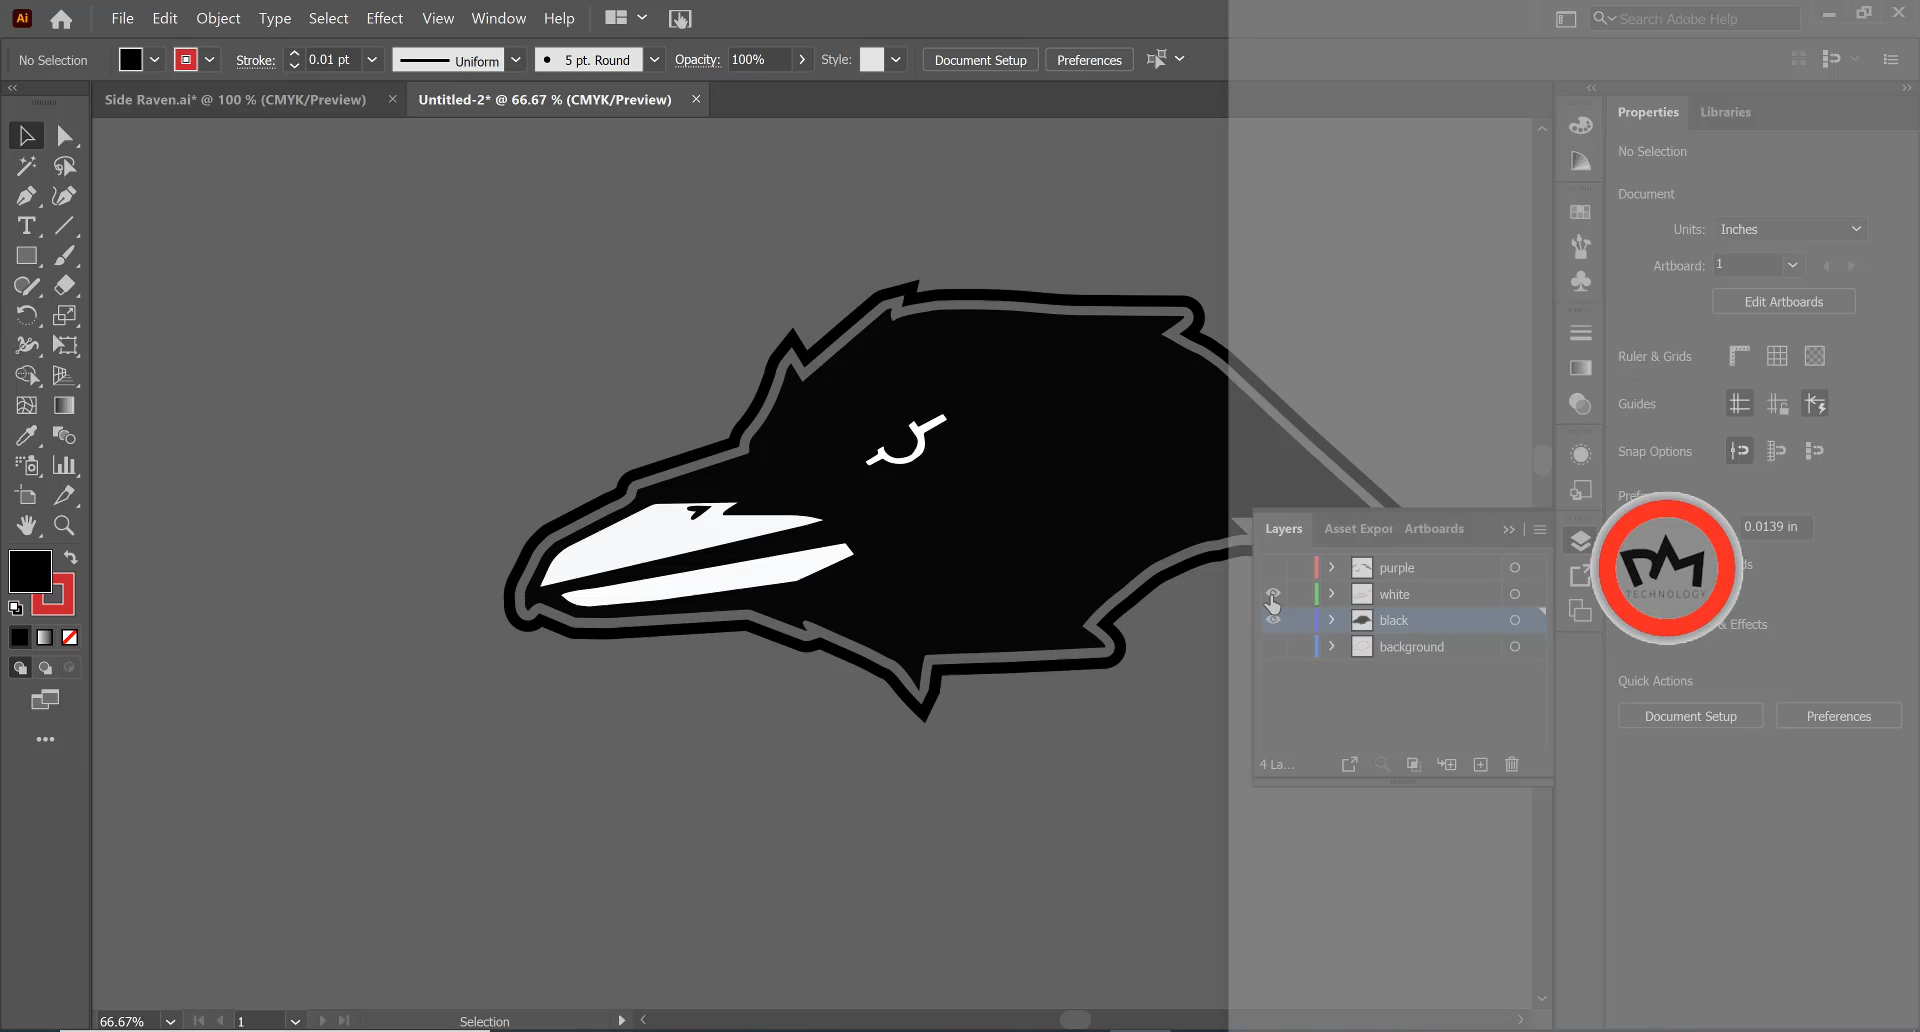 Ai
File Edit Object Type Select Effect View Window Help
Search Adobe Help
No Selection
Stroke: 0.01 pt
Uniform
5 pt. Round
Opacity: 100%
Style:
Document Setup
Preferences
Side Raven.ai* @ 100 % (CMYK/Preview)
Untitled-2* @ 66.67 % (CMYK/Preview)
Properties
Libraries
No Selection
Document
Units: Inches
Artboard: 1
Edit Artboards
Ruler & Grids
Guides
Snap Options
0.0139 in
Layers
Asset Expor
Artboards
purple
white
black
background
4 La...
TECHNOLOGY
& Effects
Quick Actions
Document Setup
Preferences
66.67%
1
Selection